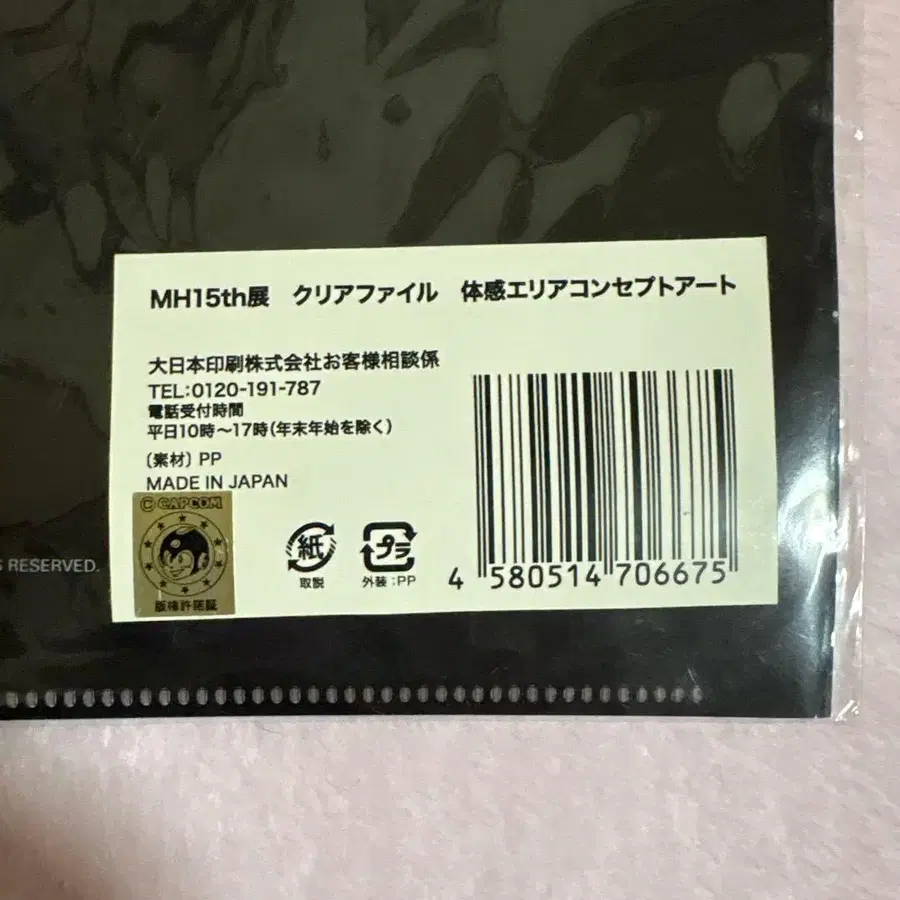 MH15th展　クリアファイル　体感エリアコンセプトアート
大日本印刷株式会社お客様相談係
TEL:0120-191-787
電話受付時間
平日10時〜17時(年末年始を除く)
〔素材〕PP
MADE IN JAPAN
© CAPCOM
版権許諾証
紙
取説
プラ
外装:PP
4 580514 706675
RESERVED.